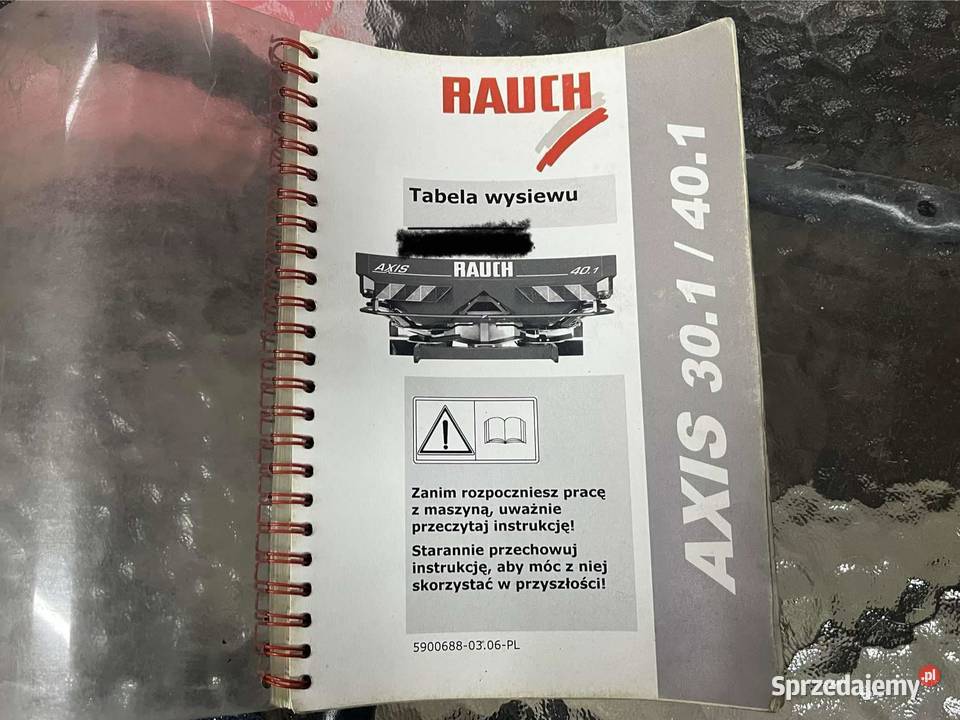 RAUCH
Tabela wysiewu
AXIS RAUCH 40.1
Zanim rozpoczniesz pracę
z maszyną, uważnie
przeczytaj instrukcję!
Starannie przechowuj
instrukcję, aby móc z niej
skorzystać w przyszłości!
5900688-03.06-PL
AXIS 30.1 / 40.1
Sprzedajemy.pl